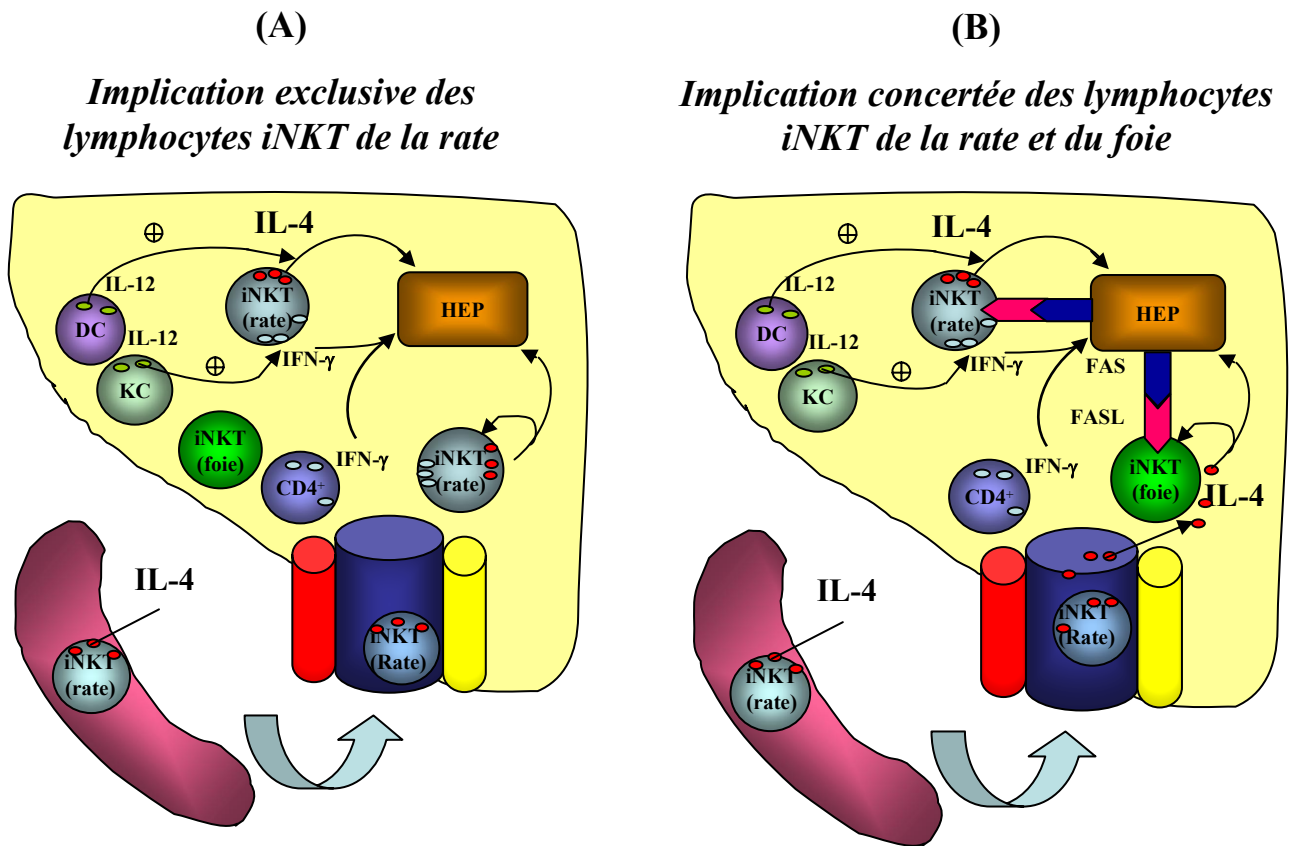 (A)
Implication exclusive des
lymphocytes iNKT de la rate
IL-4
IL-12
iNKT
(rate)
DC
HEP
IL-12
IFN-γ
KC
iNKT
(foie)
IFN-γ
iNKT
(rate)
CD4+
IL-4
iNKT
(Rate)
iNKT
(rate)
(B)
Implication concertée des lymphocytes
iNKT de la rate et du foie
IL-4
IL-12
iNKT
(rate)
DC
HEP
IL-12
IFN-γ
FAS
KC
FASL
IFN-γ
iNKT
(foie)
CD4+
IL-4
IL-4
iNKT
(Rate)
iNKT
(rate)